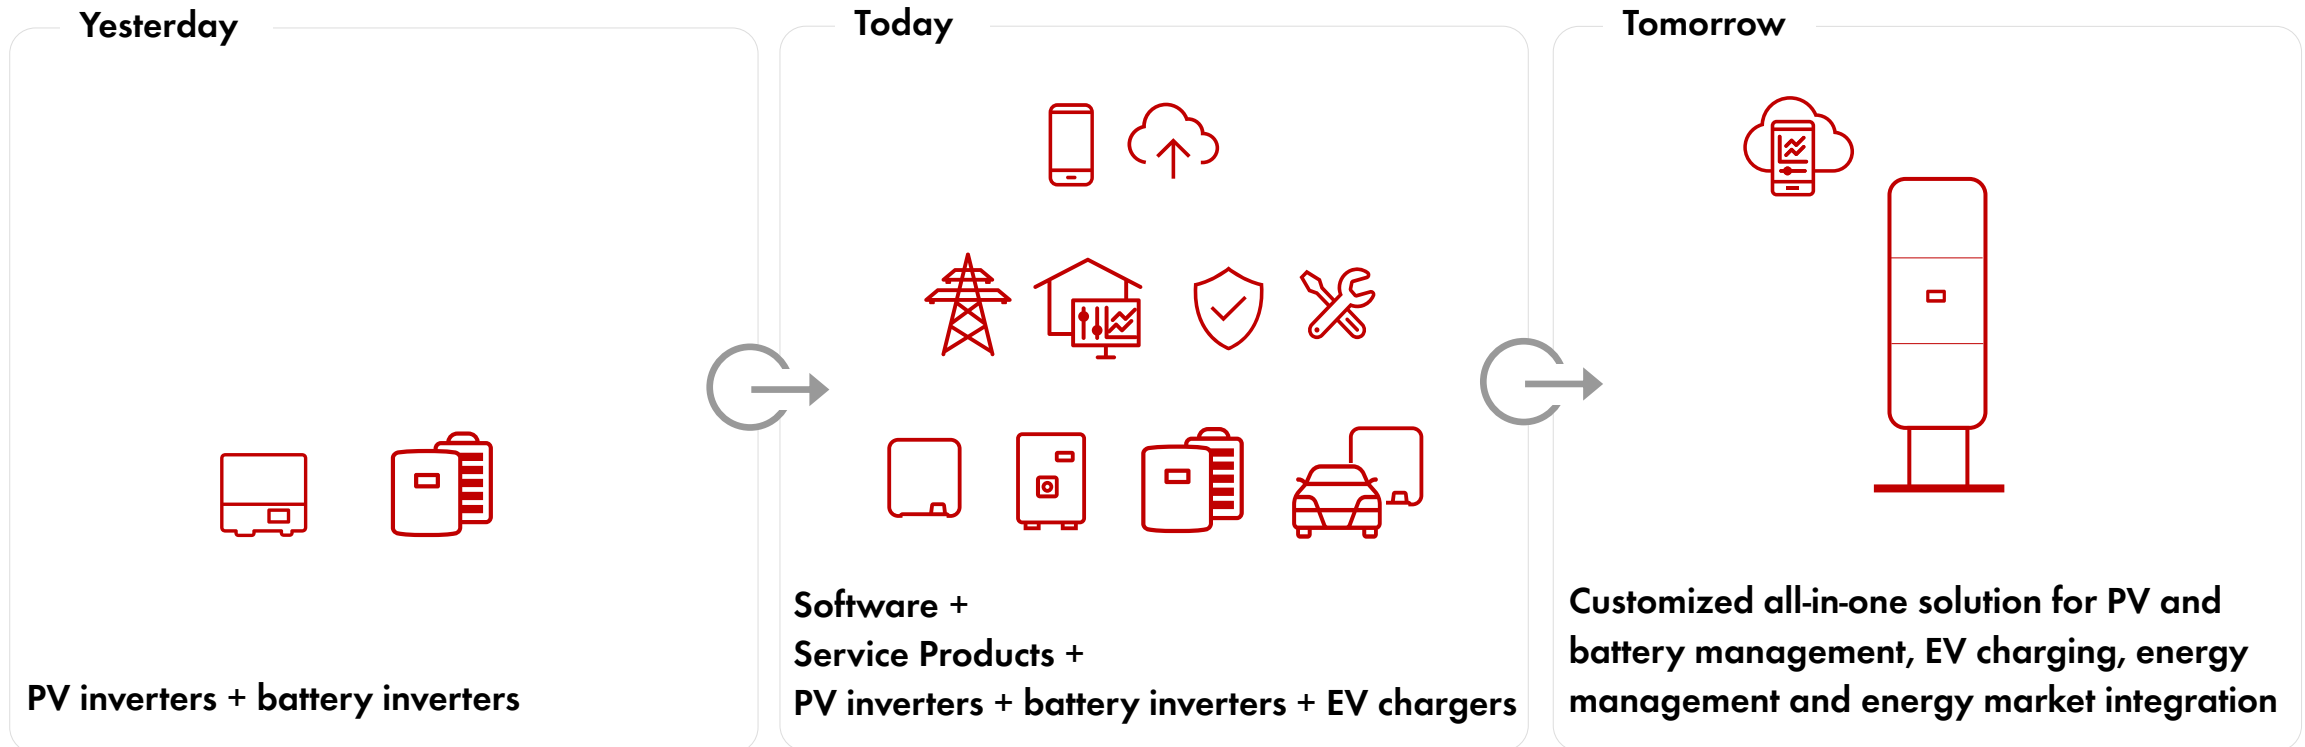 Yesterday
PV inverters + battery inverters
Today
Software +
Service Products +
PV inverters + battery inverters + EV chargers
Tomorrow
Customized all-in-one solution for PV and
battery management, EV charging, energy
management and energy market integration